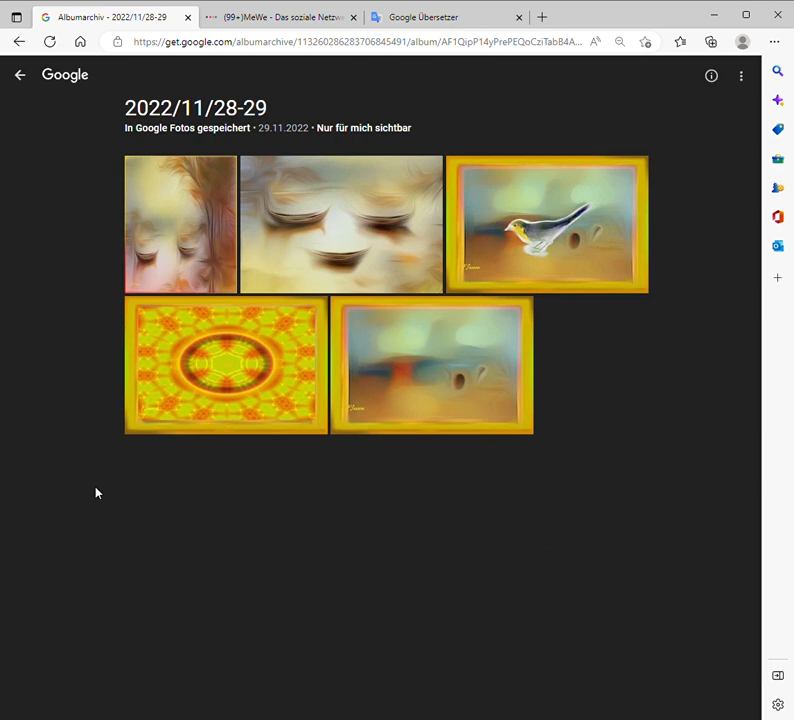 Albumarchiv - 2022/11/28-29
(99+)MeWe - Das soziale Netzwe
Google Übersetzer
https://get.google.com/albumarchive/113260286283706845491/album/AF1QipP14yPrePEQoCziTabB4A...
Google
2022/11/28-29
In Google Fotos gespeichert · 29.11.2022 · Nur für mich sichtbar